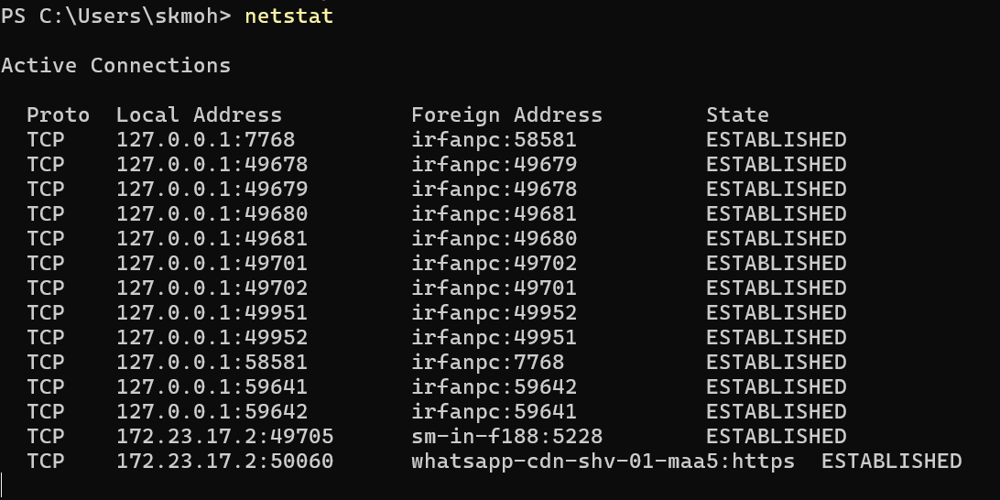 PS C:\Users\skmoh> netstat
Active Connections
Proto Local Address Foreign Address State
TCP 127.0.0.1:7768 irfanpc:58581 ESTABLISHED
TCP 127.0.0.1:49678 irfanpc:49679 ESTABLISHED
TCP 127.0.0.1:49679 irfanpc:49678 ESTABLISHED
TCP 127.0.0.1:49680 irfanpc:49681 ESTABLISHED
TCP 127.0.0.1:49681 irfanpc:49680 ESTABLISHED
TCP 127.0.0.1:49701 irfanpc:49702 ESTABLISHED
TCP 127.0.0.1:49702 irfanpc:49701 ESTABLISHED
TCP 127.0.0.1:49951 irfanpc:49952 ESTABLISHED
TCP 127.0.0.1:49952 irfanpc:49951 ESTABLISHED
TCP 127.0.0.1:58581 irfanpc:7768 ESTABLISHED
TCP 127.0.0.1:59641 irfanpc:59642 ESTABLISHED
TCP 127.0.0.1:59642 irfanpc:59641 ESTABLISHED
TCP 172.23.17.2:49705 sm-in-f188:5228 ESTABLISHED
TCP 172.23.17.2:50060 whatsapp-cdn-shv-01-maa5:https ESTABLISHED